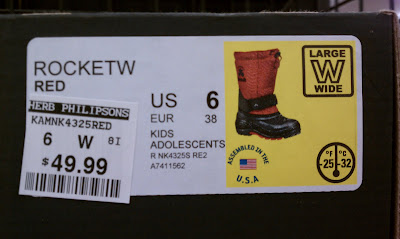 ROCKETW
RED
HERB PHILIPSONS
KAMNK4325RED
6 W 8I
$49.99
US 6
EUR 38
KIDS
ADOLESCENTS
R.NK4325S RE2
A7411562
LARGE
W
WIDE
ASSEMBLED IN THE
U.S.A
°F °C
-25 -32